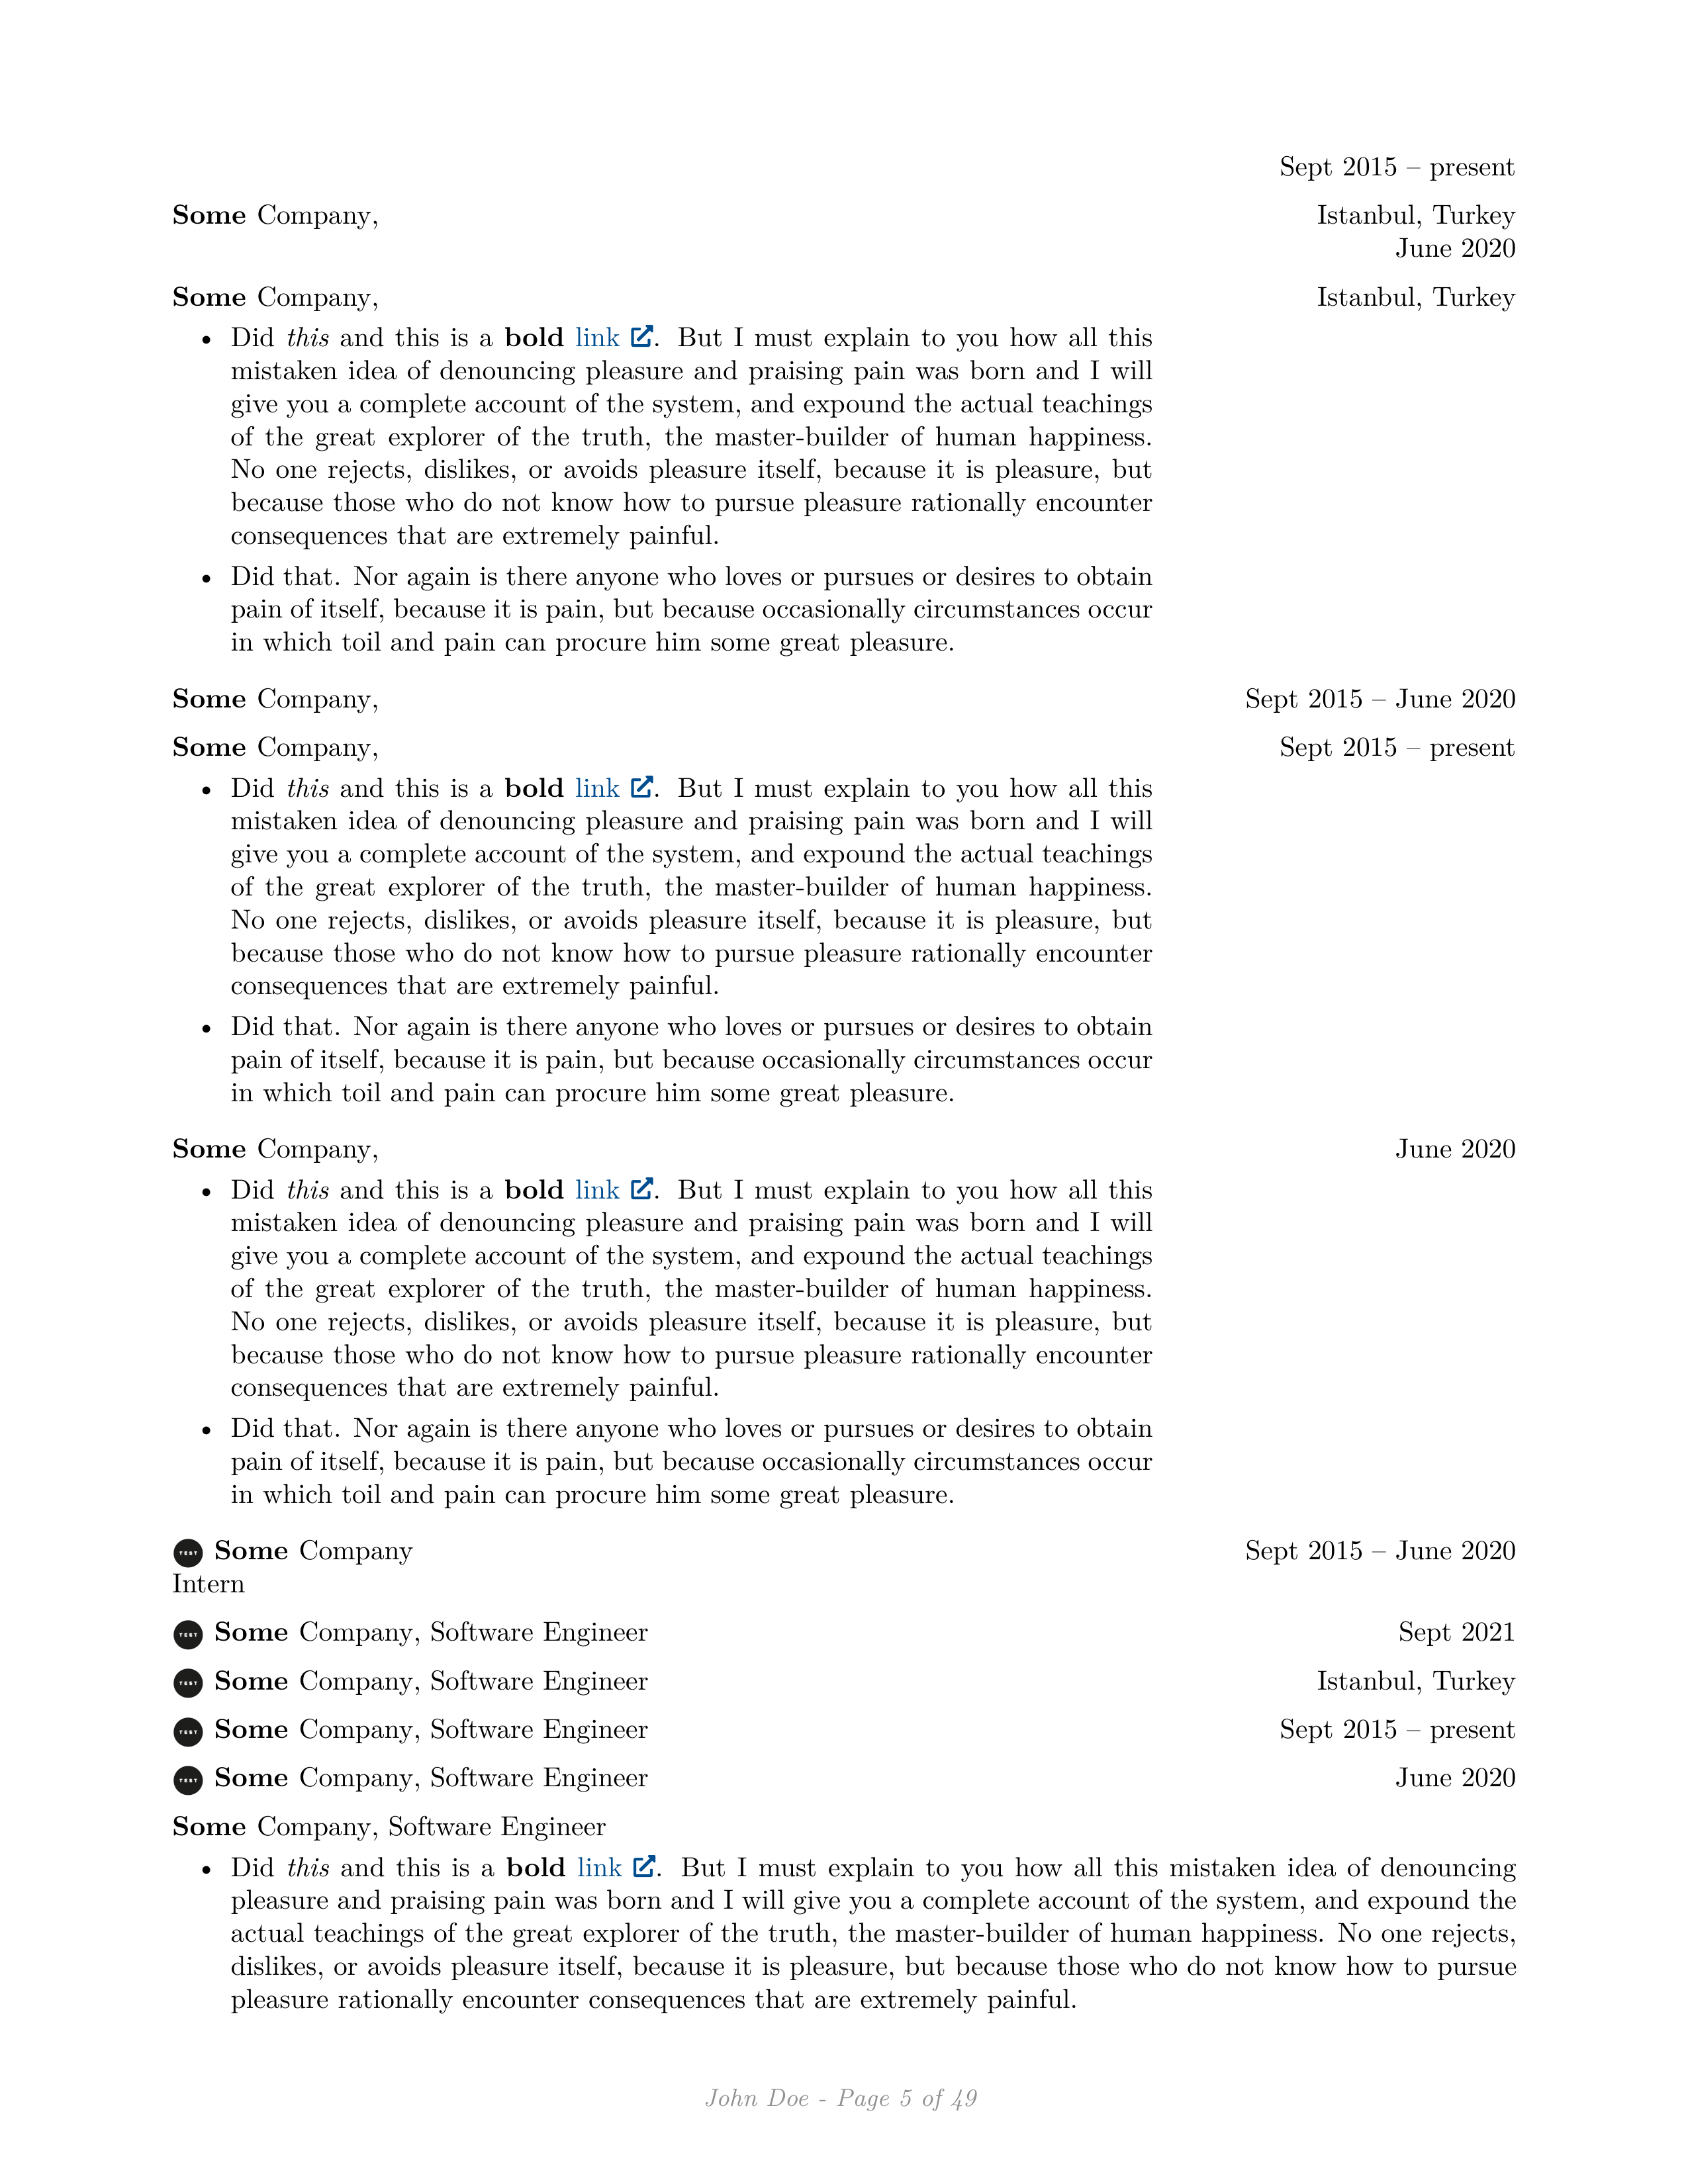 Sept 2015 – present
Some Company, Istanbul, Turkey
June 2020
Some Company, Istanbul, Turkey
• Did this and this is a bold link. But I must explain to you how all this
mistaken idea of denouncing pleasure and praising pain was born and I will
give you a complete account of the system, and expound the actual teachings
of the great explorer of the truth, the master-builder of human happiness.
No one rejects, dislikes, or avoids pleasure itself, because it is pleasure, but
because those who do not know how to pursue pleasure rationally encounter
consequences that are extremely painful.
• Did that. Nor again is there anyone who loves or pursues or desires to obtain
pain of itself, because it is pain, but because occasionally circumstances occur
in which toil and pain can procure him some great pleasure.
Some Company, Sept 2015 – June 2020
Some Company, Sept 2015 – present
• Did this and this is a bold link. But I must explain to you how all this
mistaken idea of denouncing pleasure and praising pain was born and I will
give you a complete account of the system, and expound the actual teachings
of the great explorer of the truth, the master-builder of human happiness.
No one rejects, dislikes, or avoids pleasure itself, because it is pleasure, but
because those who do not know how to pursue pleasure rationally encounter
consequences that are extremely painful.
• Did that. Nor again is there anyone who loves or pursues or desires to obtain
pain of itself, because it is pain, but because occasionally circumstances occur
in which toil and pain can procure him some great pleasure.
Some Company, June 2020
• Did this and this is a bold link. But I must explain to you how all this
mistaken idea of denouncing pleasure and praising pain was born and I will
give you a complete account of the system, and expound the actual teachings
of the great explorer of the truth, the master-builder of human happiness.
No one rejects, dislikes, or avoids pleasure itself, because it is pleasure, but
because those who do not know how to pursue pleasure rationally encounter
consequences that are extremely painful.
• Did that. Nor again is there anyone who loves or pursues or desires to obtain
pain of itself, because it is pain, but because occasionally circumstances occur
in which toil and pain can procure him some great pleasure.
TEST Some Company Sept 2015 – June 2020
Intern
TEST Some Company, Software Engineer Sept 2021
TEST Some Company, Software Engineer Istanbul, Turkey
TEST Some Company, Software Engineer Sept 2015 – present
TEST Some Company, Software Engineer June 2020
Some Company, Software Engineer
• Did this and this is a bold link. But I must explain to you how all this mistaken idea of denouncing
pleasure and praising pain was born and I will give you a complete account of the system, and expound the
actual teachings of the great explorer of the truth, the master-builder of human happiness. No one rejects,
dislikes, or avoids pleasure itself, because it is pleasure, but because those who do not know how to pursue
pleasure rationally encounter consequences that are extremely painful.
John Doe - Page 5 of 49